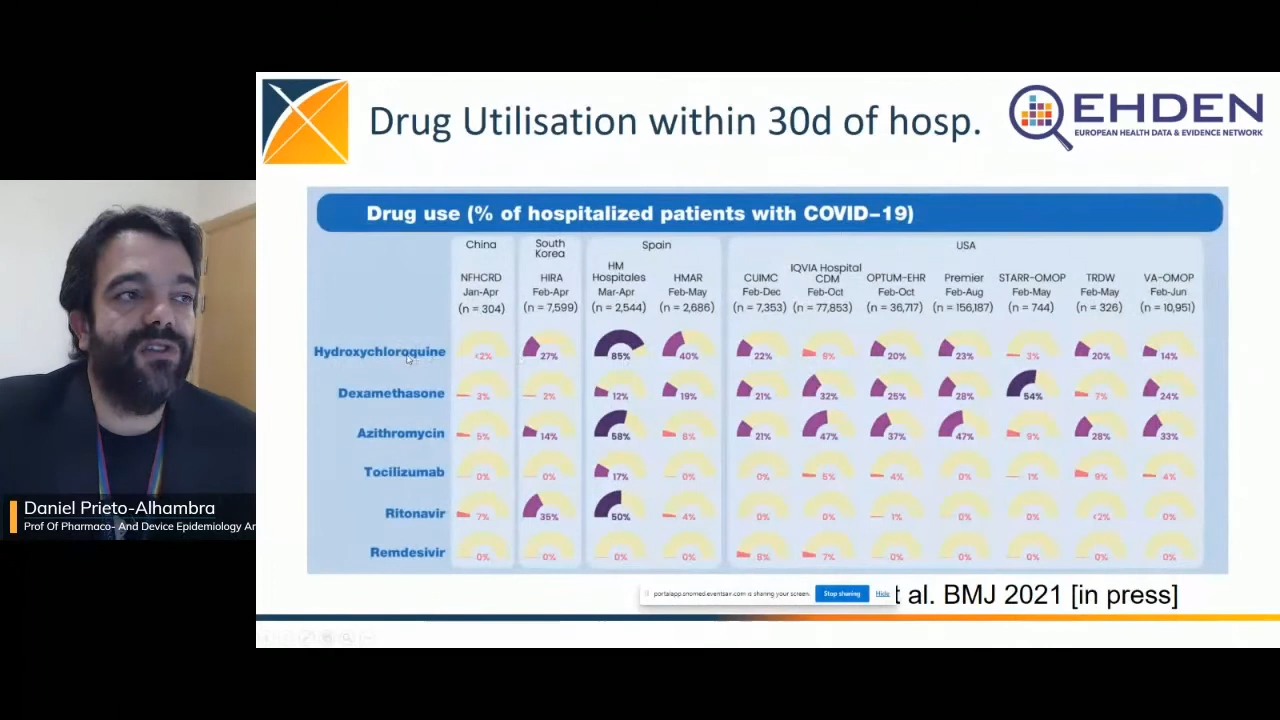 Drug Utilisation within 30d of hosp.
EHDEN
EUROPEAN HEALTH DATA & EVIDENCE NETWORK
Drug use (% of hospitalized patients with COVID-19)
China South Korea Spain USA
NFHCRD HIRA HM Hospitales HMAR CUIMC IQVIA Hospital CDM OPTUM-EHR Premier STARR-OMOP TRDW VA-OMOP
Jan-Apr Feb-Apr Mar-Apr Feb-May Feb-Dec Feb-Oct Feb-Oct Feb-Aug Feb-May Feb-May Feb-Jun
(n = 304) (n = 7,599) (n = 2,544) (n = 2,686) (n = 7,353) (n = 77,853) (n = 36,717) (n = 156,187) (n = 744) (n = 326) (n = 10,951)
Hydroxychloroquine <2% 27% 85% 40% 22% 9% 20% 23% 3% 20% 14%
Dexamethasone 3% 2% 12% 19% 21% 32% 25% 28% 54% 7% 24%
Azithromycin 5% 14% 58% 8% 21% 47% 37% 47% 9% 28% 33%
Tocilizumab 0% 0% 17% 0% 0% 5% 4% 0% 1% 9% 4%
Ritonavir 7% 35% 50% 4% 0% 0% 1% 0% 0% <2% 0%
Remdesivir 0% 0% 0% 0% 8% 7% 0% 0% 0% 0% 0%
portalapp.snomed.eventsair.com is sharing your screen. Stop sharing Hide
t al. BMJ 2021 [in press]
Daniel Prieto-Alhambra
Prof Of Pharmaco- And Device Epidemiology Ar